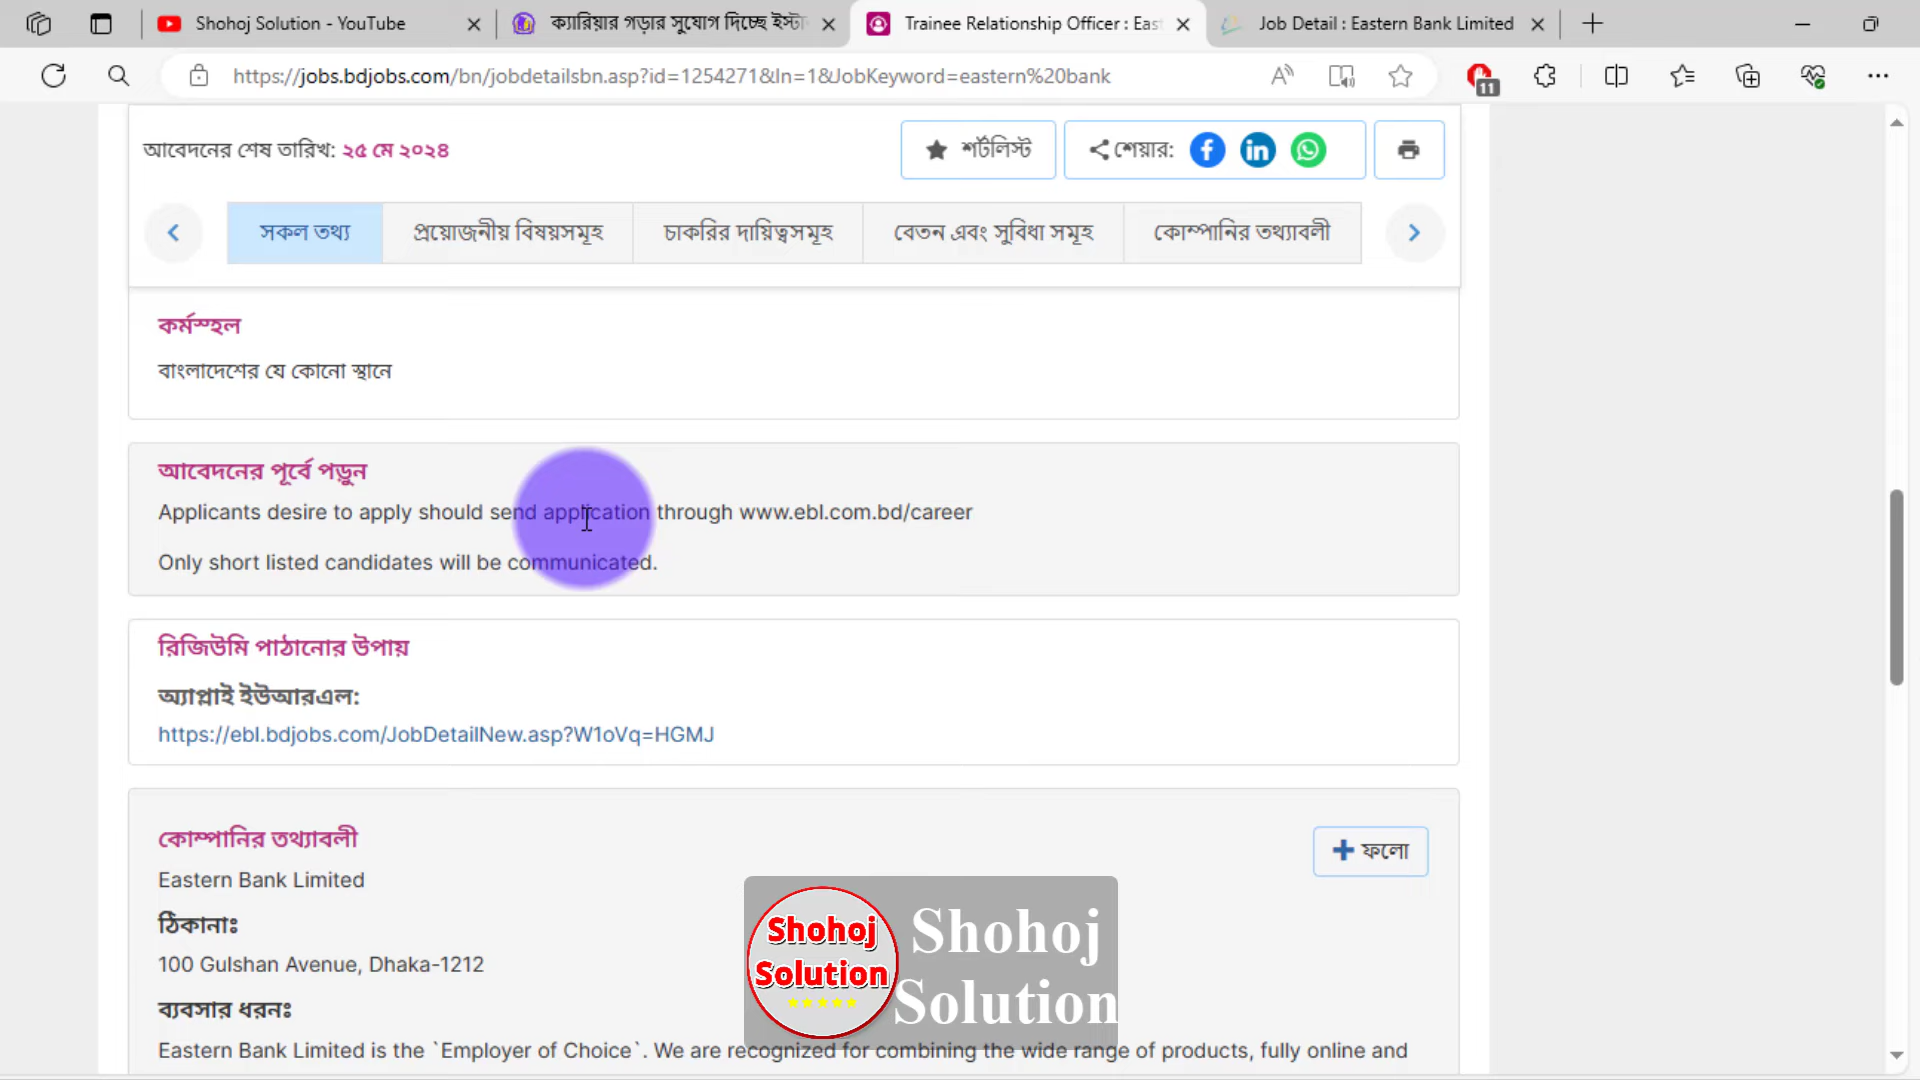 Shohoj Solution - YouTube
ক্যারিয়ার গড়ার সুযোগ দিচ্ছে ইস্টা
Trainee Relationship Officer : East
Job Detail : Eastern Bank Limited
https://jobs.bdjobs.com/bn/jobdetailsbn.asp?id=1254271&ln=1&JobKeyword=eastern%20bank
11
আবেদনের শেষ তারিখ: ২৫ মে ২০২৪
শর্টলিস্ট
শেয়ার:
সকল তথ্য
প্রয়োজনীয় বিষয়সমূহ
চাকরির দায়িত্বসমূহ
বেতন এবং সুবিধা সমূহ
কোম্পানির তথ্যাবলী
কর্মস্হল
বাংলাদেশের যে কোনো স্থানে
আবেদনের পূর্বে পড়ুন
Applicants desire to apply should send application through www.ebl.com.bd/career
Only short listed candidates will be communicated.
রিজিউমি পাঠানোর উপায়
অ্যাপ্লাই ইউআরএল:
https://ebl.bdjobs.com/JobDetailNew.asp?W1oVq=HGMJ
কোম্পানির তথ্যাবলী
ফলো
Eastern Bank Limited
ঠিকানাঃ
100 Gulshan Avenue, Dhaka-1212
ব্যবসার ধরনঃ
Eastern Bank Limited is the `Employer of Choice`. We are recognized for combining the wide range of products, fully online and
Shohoj
Solution
Shohoj
Solution